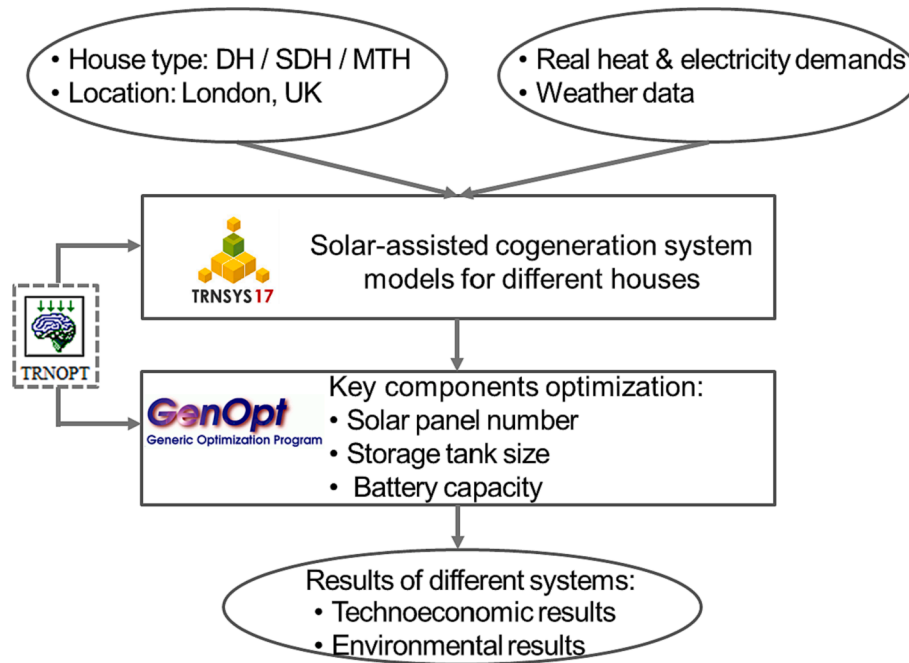 • House type: DH / SDH / MTH
• Location: London, UK
• Real heat & electricity demands
• Weather data
TRNSYS 17
Solar-assisted cogeneration system
models for different houses
TRNOPT
GenOpt
Generic Optimization Program
Key components optimization:
• Solar panel number
• Storage tank size
• Battery capacity
Results of different systems:
• Technoeconomic results
• Environmental results